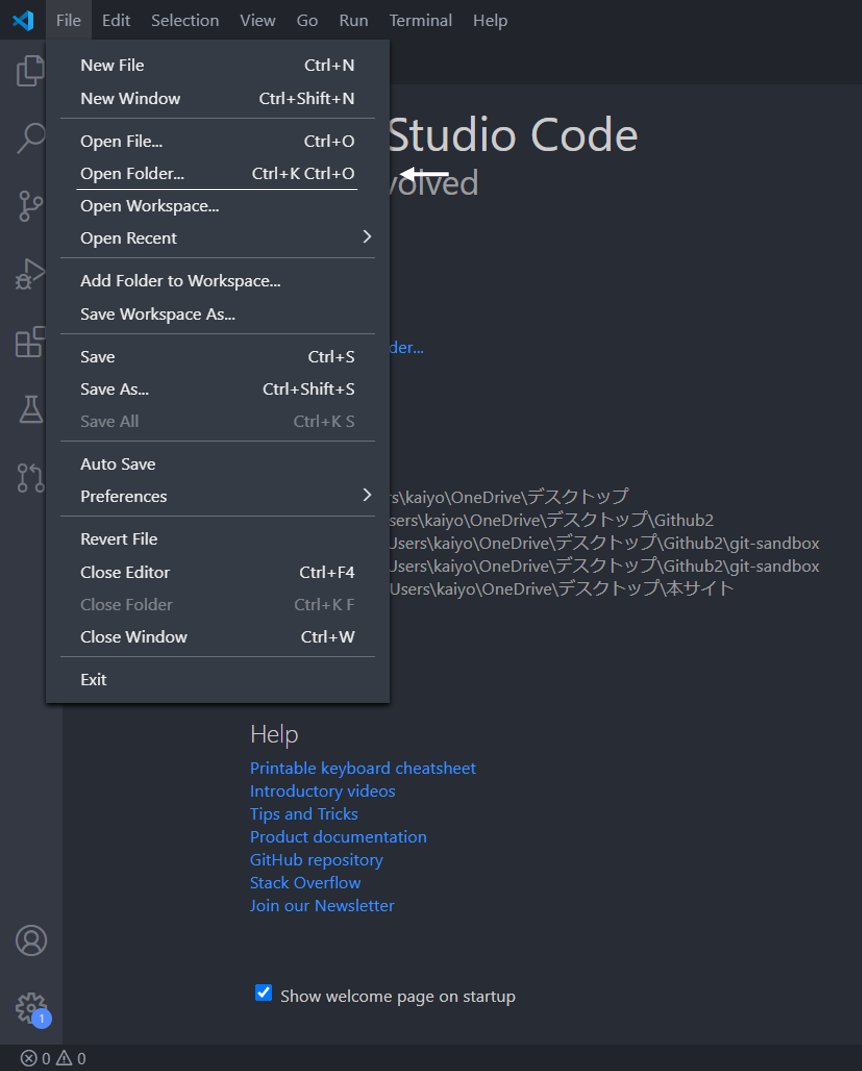 File Edit Selection View Go Run Terminal Help
New File Ctrl+N
New Window Ctrl+Shift+N
Open File... Ctrl+O
Open Folder... Ctrl+K Ctrl+O
Open Workspace...
Open Recent
Add Folder to Workspace...
Save Workspace As...
Save Ctrl+S
Save As... Ctrl+Shift+S
Save All Ctrl+K S
Auto Save
Preferences
Revert File
Close Editor Ctrl+F4
Close Folder Ctrl+K F
Close Window Ctrl+W
Exit
Studio Code
volved
der...
rs\kaiyo\OneDrive\デスクトップ
sers\kaiyo\OneDrive\デスクトップ\Github2
Users\kaiyo\OneDrive\デスクトップ\Github2\git-sandbox
Users\kaiyo\OneDrive\デスクトップ\Github2\git-sandbox
Users\kaiyo\OneDrive\デスクトップ\本サイト
Help
Printable keyboard cheatsheet
Introductory videos
Tips and Tricks
Product documentation
GitHub repository
Stack Overflow
Join our Newsletter
Show welcome page on startup
1
0 0